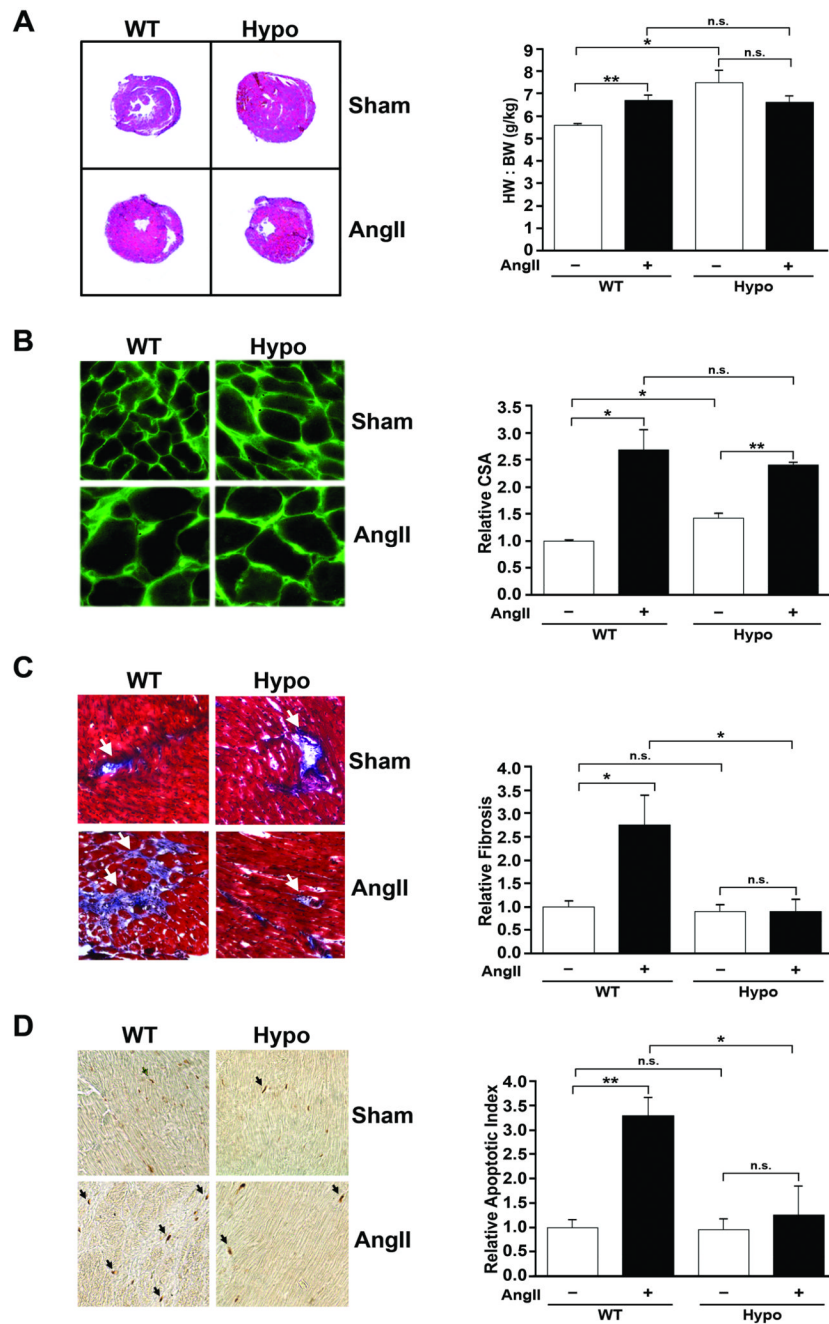 A
WT Hypo
Sham
AngII
n.s.
* n.s.
**
HW : BW (g/kg)
9
8
7
6
5
4
3
2
1
0
AngII − + − +
WT Hypo
B
WT Hypo
Sham
AngII
n.s.
*
* **
Relative CSA
3.5
3.0
2.5
2.0
1.5
1.0
0.5
0.0
AngII − + − +
WT Hypo
C
WT Hypo
Sham
AngII
*
n.s.
*
n.s.
Relative Fibrosis
4.0
3.5
3.0
2.5
2.0
1.5
1.0
0.5
0.0
AngII − + − +
WT Hypo
D
WT Hypo
Sham
AngII
*
n.s.
**
n.s.
Relative Apoptotic Index
4.0
3.5
3.0
2.5
2.0
1.5
1.0
0.5
0.0
AngII − + − +
WT Hypo